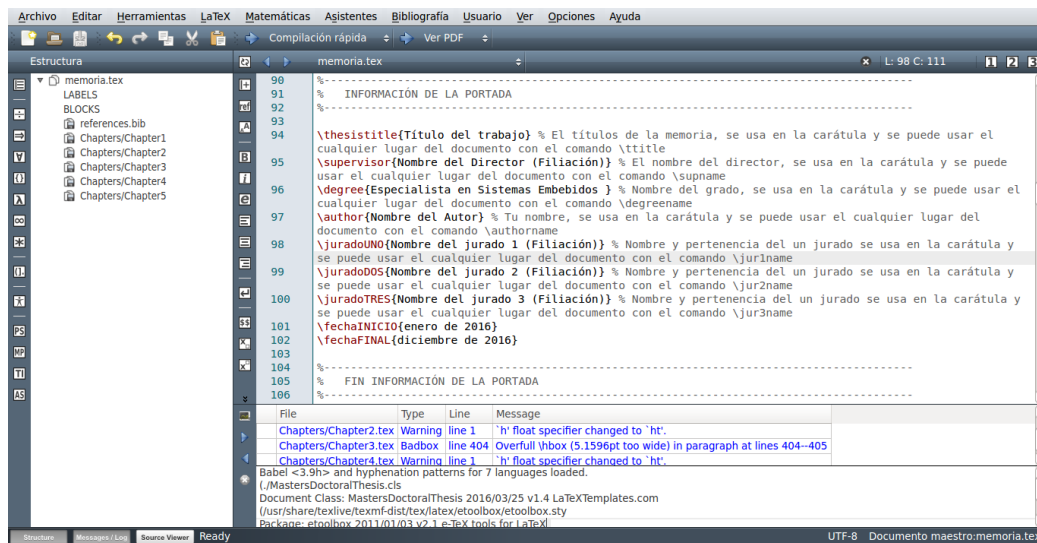 Archivo Editar Herramientas LaTeX Matemáticas Asistentes Bibliografía Usuario Ver Opciones Ayuda
Compilación rápida Ver PDF
Estructura memoria.tex L: 98 C: 111 1 2 3
memoria.tex
LABELS
BLOCKS
references.bib
Chapters/Chapter1
Chapters/Chapter2
Chapters/Chapter3
Chapters/Chapter4
Chapters/Chapter5
90 %-----------------------------------------------------------------------------------------
91 % INFORMACIÓN DE LA PORTADA
92 %-----------------------------------------------------------------------------------------
93
94 \thesistitle{Título del trabajo} % El títulos de la memoria, se usa en la carátula y se puede usar el
cualquier lugar del documento con el comando \ttitle
95 \supervisor{Nombre del Director (Filiación)} % El nombre del director, se usa en la carátula y se puede
usar el cualquier lugar del documento con el comando \supname
96 \degree{Especialista en Sistemas Embebidos } % Nombre del grado, se usa en la carátula y se puede usar el
cualquier lugar del documento con el comando \degreename
97 \author{Nombre del Autor} % Tu nombre, se usa en la carátula y se puede usar el cualquier lugar del
documento con el comando \authorname
98 \juradoUNO{Nombre del jurado 1 (Filiación)} % Nombre y pertenencia del un jurado se usa en la carátula y
se puede usar el cualquier lugar del documento con el comando \jur1name
99 \juradoDOS{Nombre del jurado 2 (Filiación)} % Nombre y pertenencia del un jurado se usa en la carátula y
se puede usar el cualquier lugar del documento con el comando \jur2name
100 \juradoTRES{Nombre del jurado 3 (Filiación)} % Nombre y pertenencia del un jurado se usa en la carátula y
se puede usar el cualquier lugar del documento con el comando \jur3name
101 \fechaINICIO{enero de 2016}
102 \fechaFINAL{diciembre de 2016}
103
104 %-----------------------------------------------------------------------------------------
105 % FIN INFORMACIÓN DE LA PORTADA
106 %-----------------------------------------------------------------------------------------
File Type Line Message
Chapters/Chapter2.tex Warning line 1 `h' float specifier changed to `ht'.
Chapters/Chapter3.tex Badbox line 404 Overfull \hbox (5.1596pt too wide) in paragraph at lines 404--405
Chapters/Chapter4.tex Warning line 1 `h' float specifier changed to `ht'.
Babel <3.9h> and hyphenation patterns for 7 languages loaded.
(./MastersDoctoralThesis.cls
Document Class: MastersDoctoralThesis 2016/03/25 v1.4 LaTeXTemplates.com
(/usr/share/texlive/texmf-dist/tex/latex/etoolbox/etoolbox.sty
Package: etoolbox 2011/01/03 v2.1 e-TeX tools for LaTeX
Structure Messages / Log Source Viewer Ready UTF-8 Documento maestro:memoria.tex